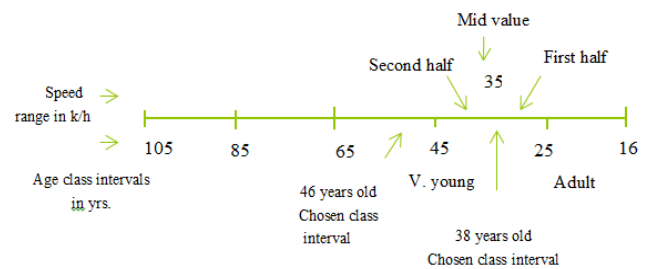 Mid value
Second half
First half
35
Speed
range in k/h
105
85
65
45
25
16
Age class intervals
in yrs.
46 years old
Chosen class
interval
V. young
Adult
38 years old
Chosen class interval